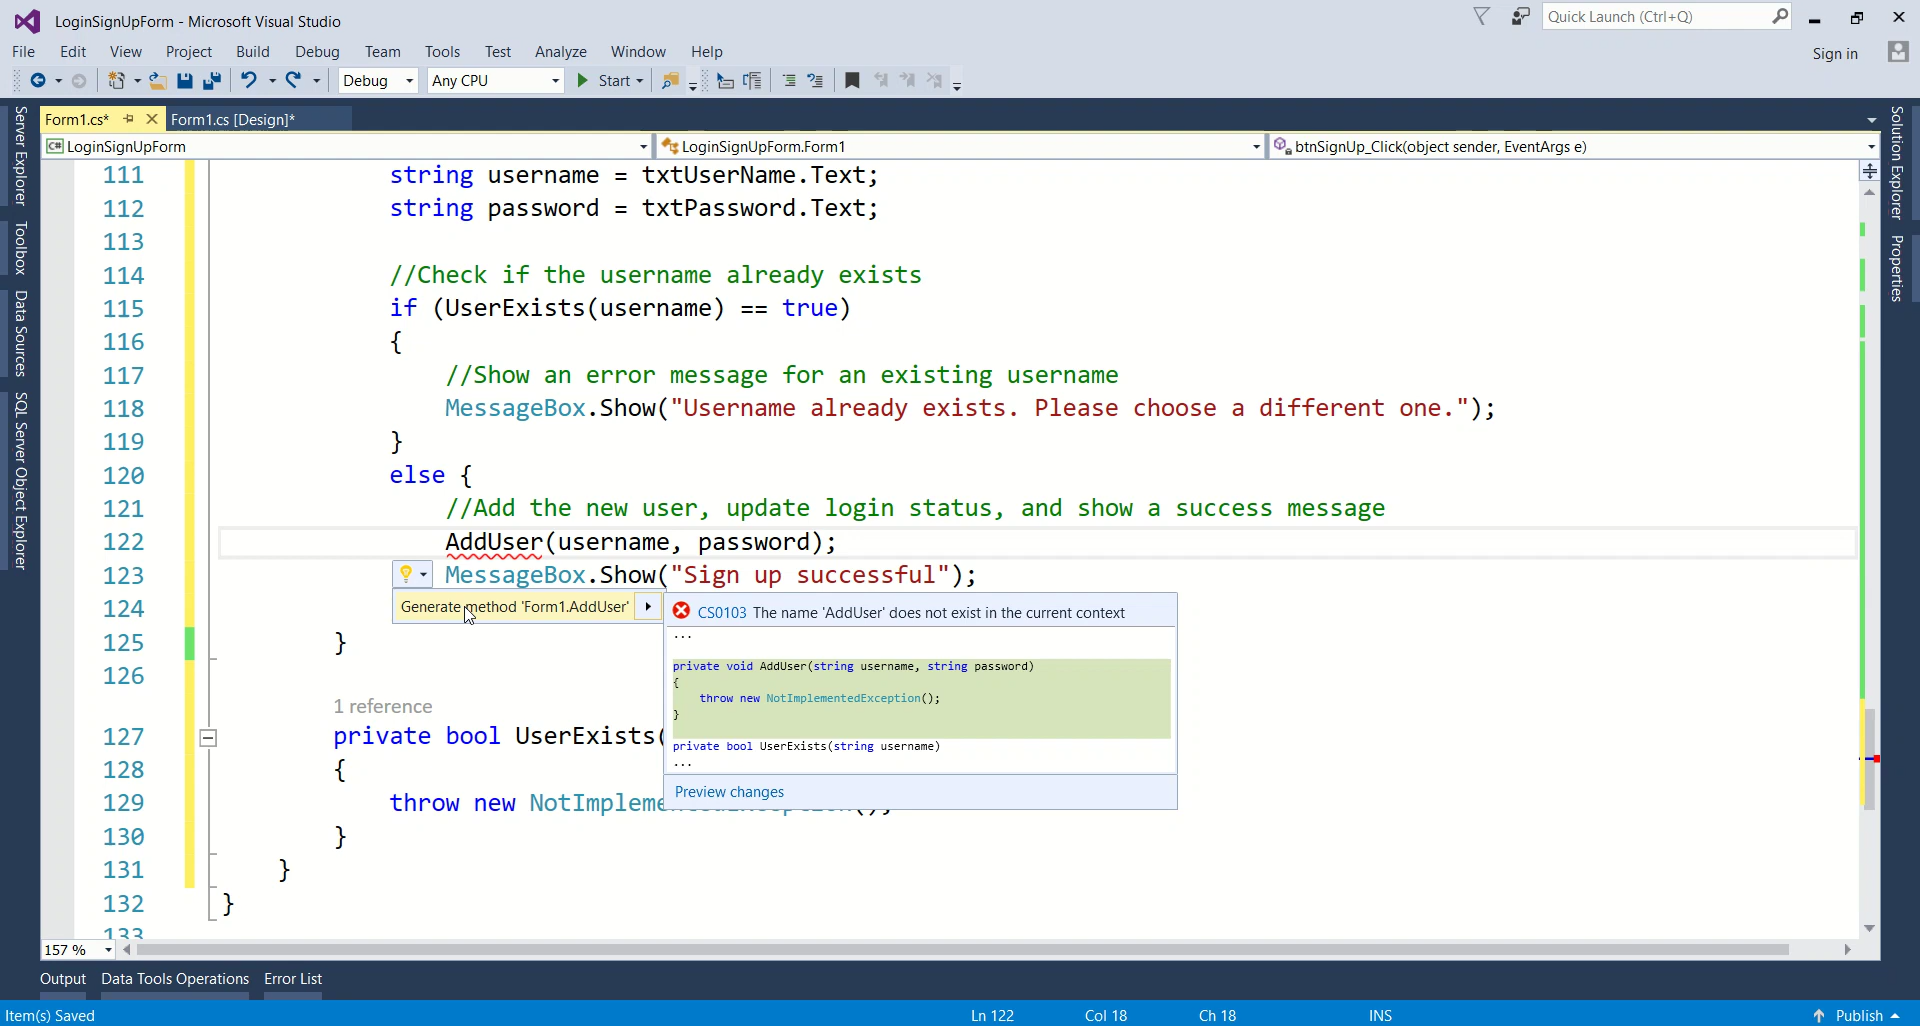 LoginSignUpForm - Microsoft Visual Studio
Quick Launch (Ctrl+Q)
File Edit View Project Build Debug Team Tools Test Analyze Window Help
Sign in
Debug Any CPU Start
Form1.cs* Form1.cs [Design]*
C# LoginSignUpForm LoginSignUpForm.Form1 btnSignUp_Click(object sender, EventArgs e)
Server Explorer
Toolbox
Data Sources
SQL Server Object Explorer
Solution Explorer
Properties
111 string username = txtUserName.Text;
112 string password = txtPassword.Text;
113
114 //Check if the username already exists
115 if (UserExists(username) == true)
116 {
117 //Show an error message for an existing username
118 MessageBox.Show("Username already exists. Please choose a different one.");
119 }
120 else {
121 //Add the new user, update login status, and show a success message
122 AddUser(username, password);
123 MessageBox.Show("Sign up successful");
124
125 }
126
1 reference
127 private bool UserExists(
128 {
129 throw new
130 }
131 }
132 }
133
Generate method 'Form1.AddUser'
CS0103 The name 'AddUser' does not exist in the current context
...
private void AddUser(string username, string password)
{
throw new NotImplementedException();
}
private bool UserExists(string username)
...
Preview changes
157 %
Output Data Tools Operations Error List
Item(s) Saved Ln 122 Col 18 Ch 18 INS Publish